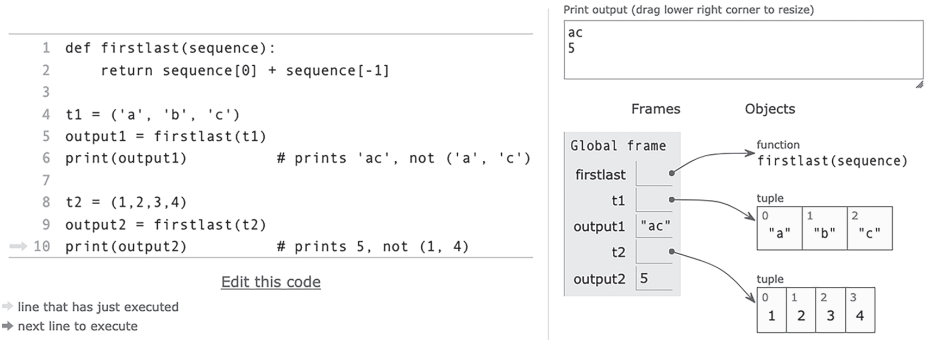 1 def firstlast(sequence):
2     return sequence[0] + sequence[-1]
3
4 t1 = ('a', 'b', 'c')
5 output1 = firstlast(t1)
6 print(output1)          # prints 'ac', not ('a', 'c')
7
8 t2 = (1,2,3,4)
9 output2 = firstlast(t2)
10 print(output2)          # prints 5, not (1, 4)
Edit this code
line that has just executed
next line to execute
Print output (drag lower right corner to resize)
ac
5
Frames Objects
Global frame
firstlast
t1
output1 "ac"
t2
output2 5
function
firstlast(sequence)
tuple
0 1 2
"a" "b" "c"
tuple
0 1 2 3
1 2 3 4